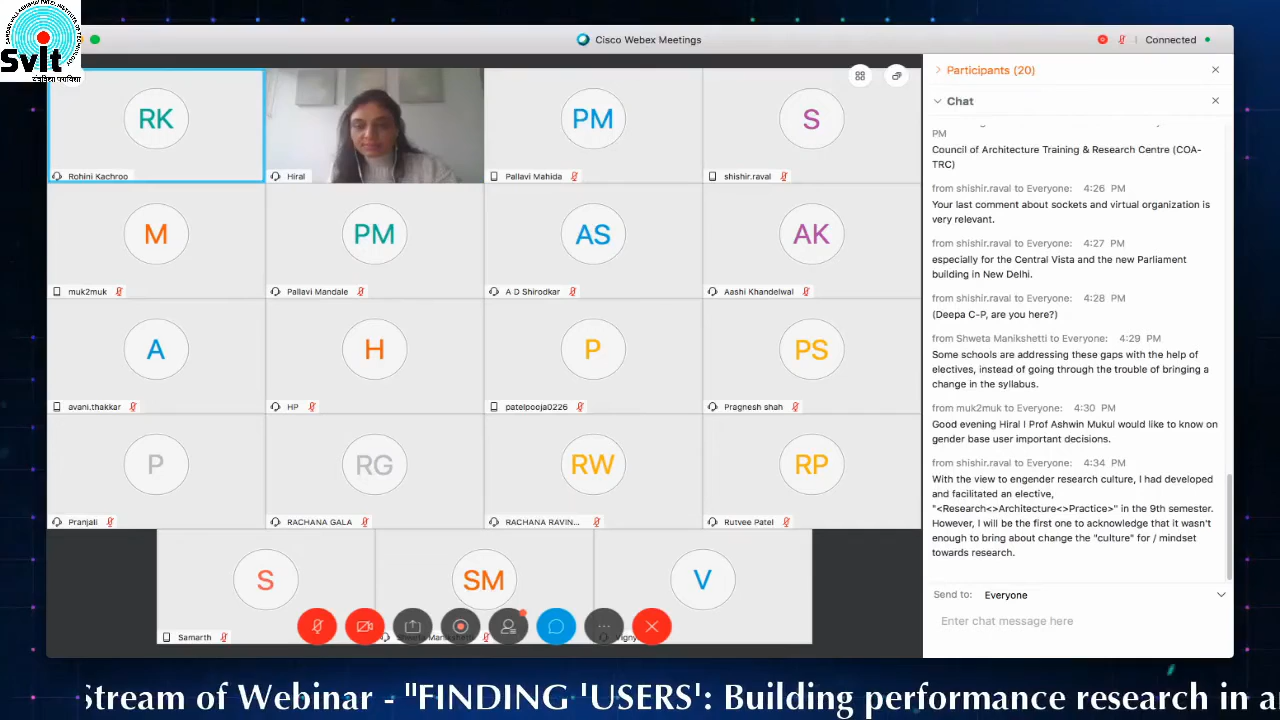 SARDAR VALLABHBHAI PATEL INSTITUTE OF TECHNOLOGY
SVIT
Cisco Webex Meetings
Connected
RK
Rohini Kachroo
Hiral
PM
Pallavi Mahida
S
shishir.raval
M
muk2muk
PM
Pallavi Mandale
AS
A D Shirodkar
AK
Aashi Khandelwal
A
avani.thakkar
H
HP
P
patelpooja0226
PS
Pragnesh shah
P
Pranjali
RG
RACHANA GALA
RW
RACHANA RAVIN...
RP
Rutvee Patel
S
Samarth
SM
V
Participants (20)
Chat
PM
Council of Architecture Training & Research Centre (COA-
TRC)
from shishir.raval to Everyone: 4:26 PM
Your last comment about sockets and virtual organization is
very relevant.
from shishir.raval to Everyone: 4:27 PM
especially for the Central Vista and the new Parliament
building in New Delhi.
from shishir.raval to Everyone: 4:28 PM
(Deepa C-P, are you here?)
from Shweta Manikshetti to Everyone: 4:29 PM
Some schools are addressing these gaps with the help of
electives, instead of going through the trouble of bringing a
change in the syllabus.
from muk2muk to Everyone: 4:30 PM
Good evening Hiral I Prof Ashwin Mukul would like to know on
gender base user important decisions.
from shishir.raval to Everyone: 4:34 PM
With the view to engender research culture, I had developed
and facilitated an elective,
"<Research<>Architecture<>Practice>" in the 9th semester.
However, I will be the first one to acknowledge that it wasn't
enough to bring about change the "culture" for / mindset
towards research.
Send to: Everyone
Enter chat message here
Stream of Webinar - "FINDING 'USERS': Building performance research in a